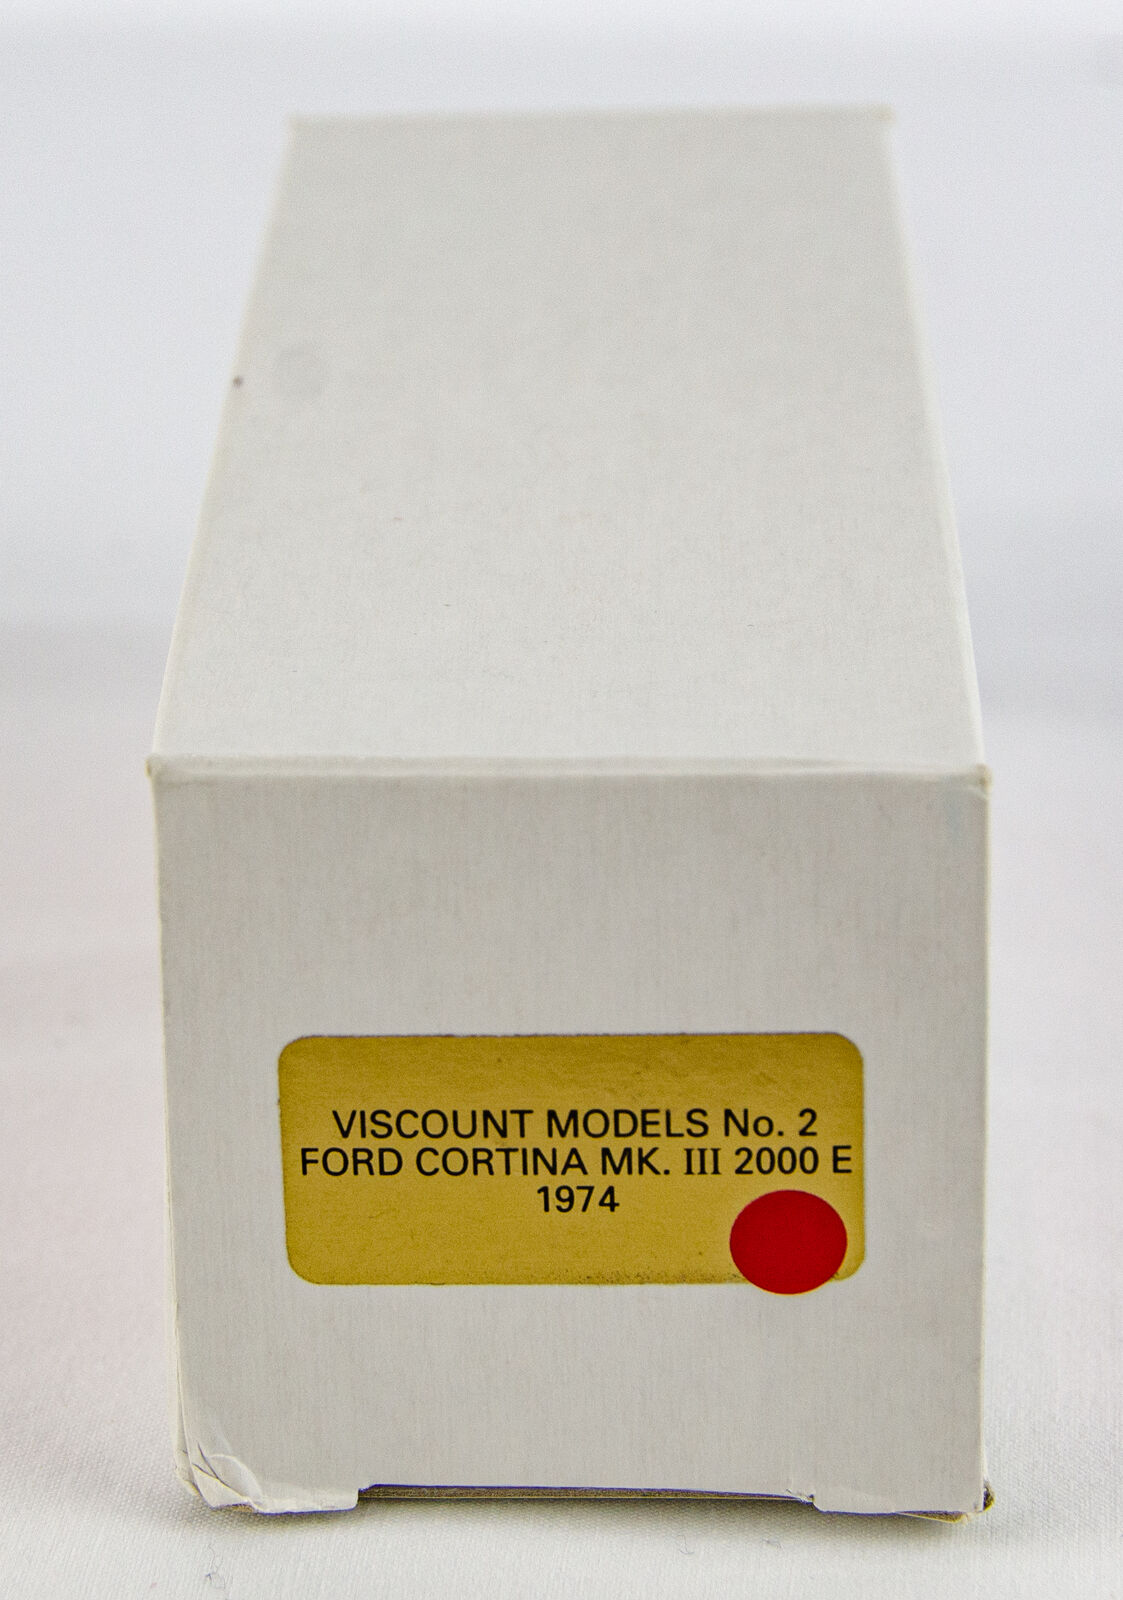 VISCOUNT MODELS No. 2
FORD CORTINA MK. III 2000 E
1974